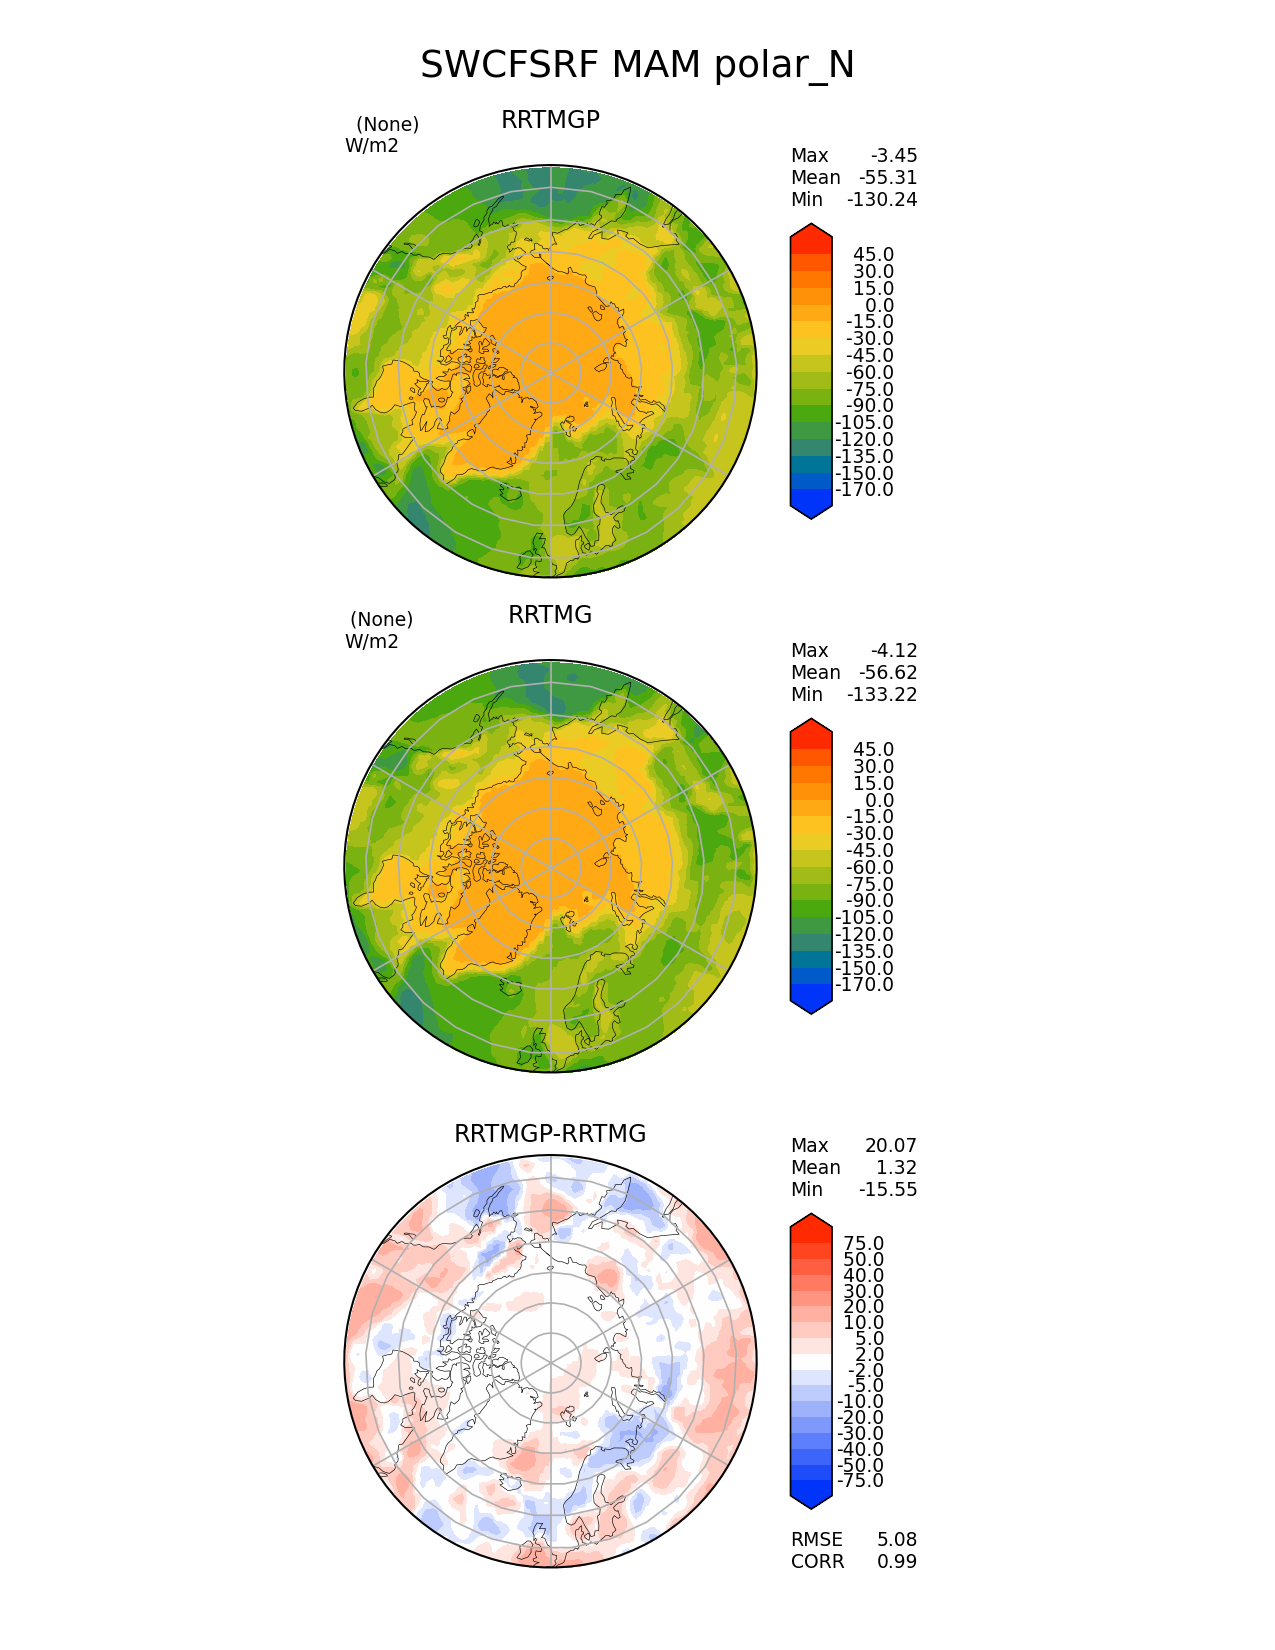 SWCFSRF MAM polar_N
(None)
RRTMGP
W/m2
Max -3.45
Mean -55.31
Min -130.24
45.0
30.0
15.0
0.0
-15.0
-30.0
-45.0
-60.0
-75.0
-90.0
-105.0
-120.0
-135.0
-150.0
-170.0
(None)
RRTMG
W/m2
Max -4.12
Mean -56.62
Min -133.22
45.0
30.0
15.0
0.0
-15.0
-30.0
-45.0
-60.0
-75.0
-90.0
-105.0
-120.0
-135.0
-150.0
-170.0
RRTMGP-RRTMG
Max 20.07
Mean 1.32
Min -15.55
75.0
50.0
40.0
30.0
20.0
10.0
5.0
2.0
-2.0
-5.0
-10.0
-20.0
-30.0
-40.0
-50.0
-75.0
RMSE 5.08
CORR 0.99